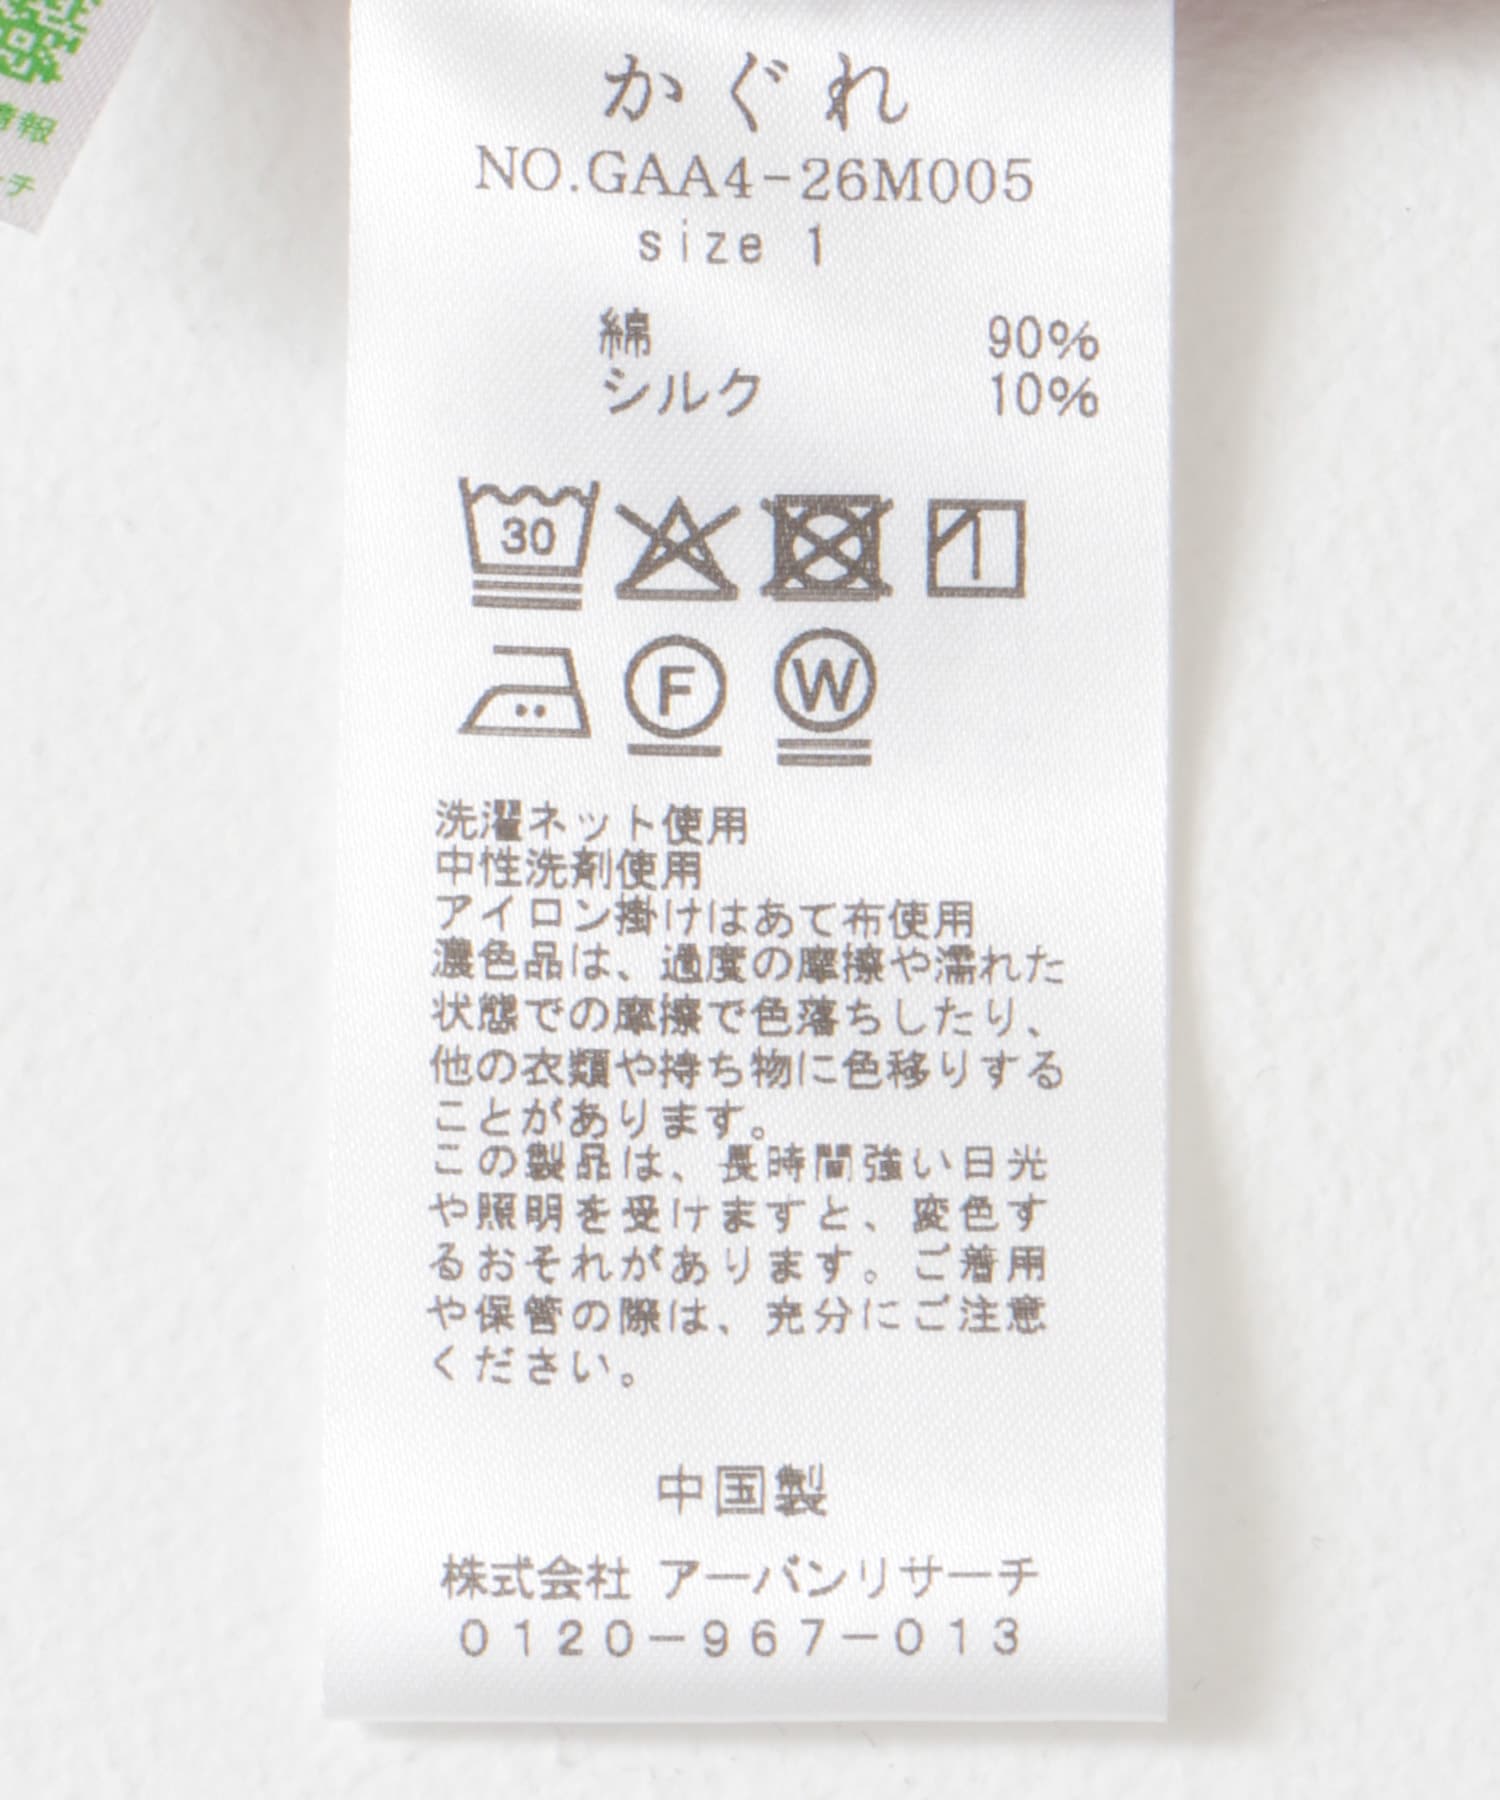 情報
ーチ
かぐれ
NO.GAA4-26M005
size 1
綿 90%
シルク 10%
30
F W
洗濯ネット使用
中性洗剤使用
アイロン掛けはあて布使用
濃色品は、過度の摩擦や濡れた
状態での摩擦で色落ちしたり、
他の衣類や持ち物に色移りする
ことがあります。
この製品は、長時間強い日光
や照明を受けますと、変色す
るおそれがあります。ご着用
や保管の際は、充分にご注意
ください。
中国製
株式会社 アーバンリサーチ
0120-967-013